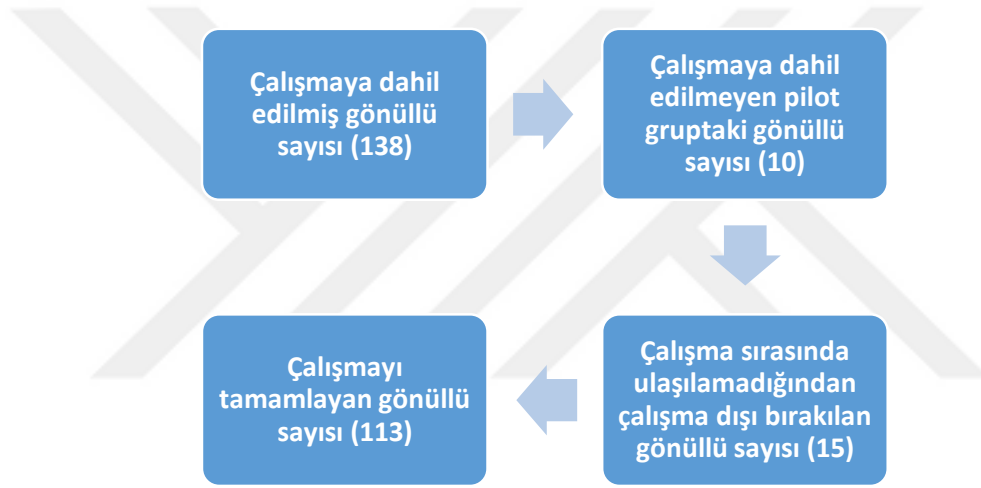 Çalışmaya dahil
edilmiş gönüllü
sayısı (138)
Çalışmaya dahil
edilmeyen pilot
gruptaki gönüllü
sayısı (10)
Çalışma sırasında
ulaşılamadığından
çalışma dışı bırakılan
gönüllü sayısı (15)
Çalışmayı
tamamlayan gönüllü
sayısı (113)